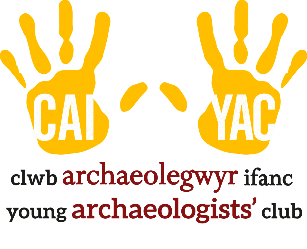 CAI YAC
clwb archaeolegwyr ifanc
young archaeologists' club